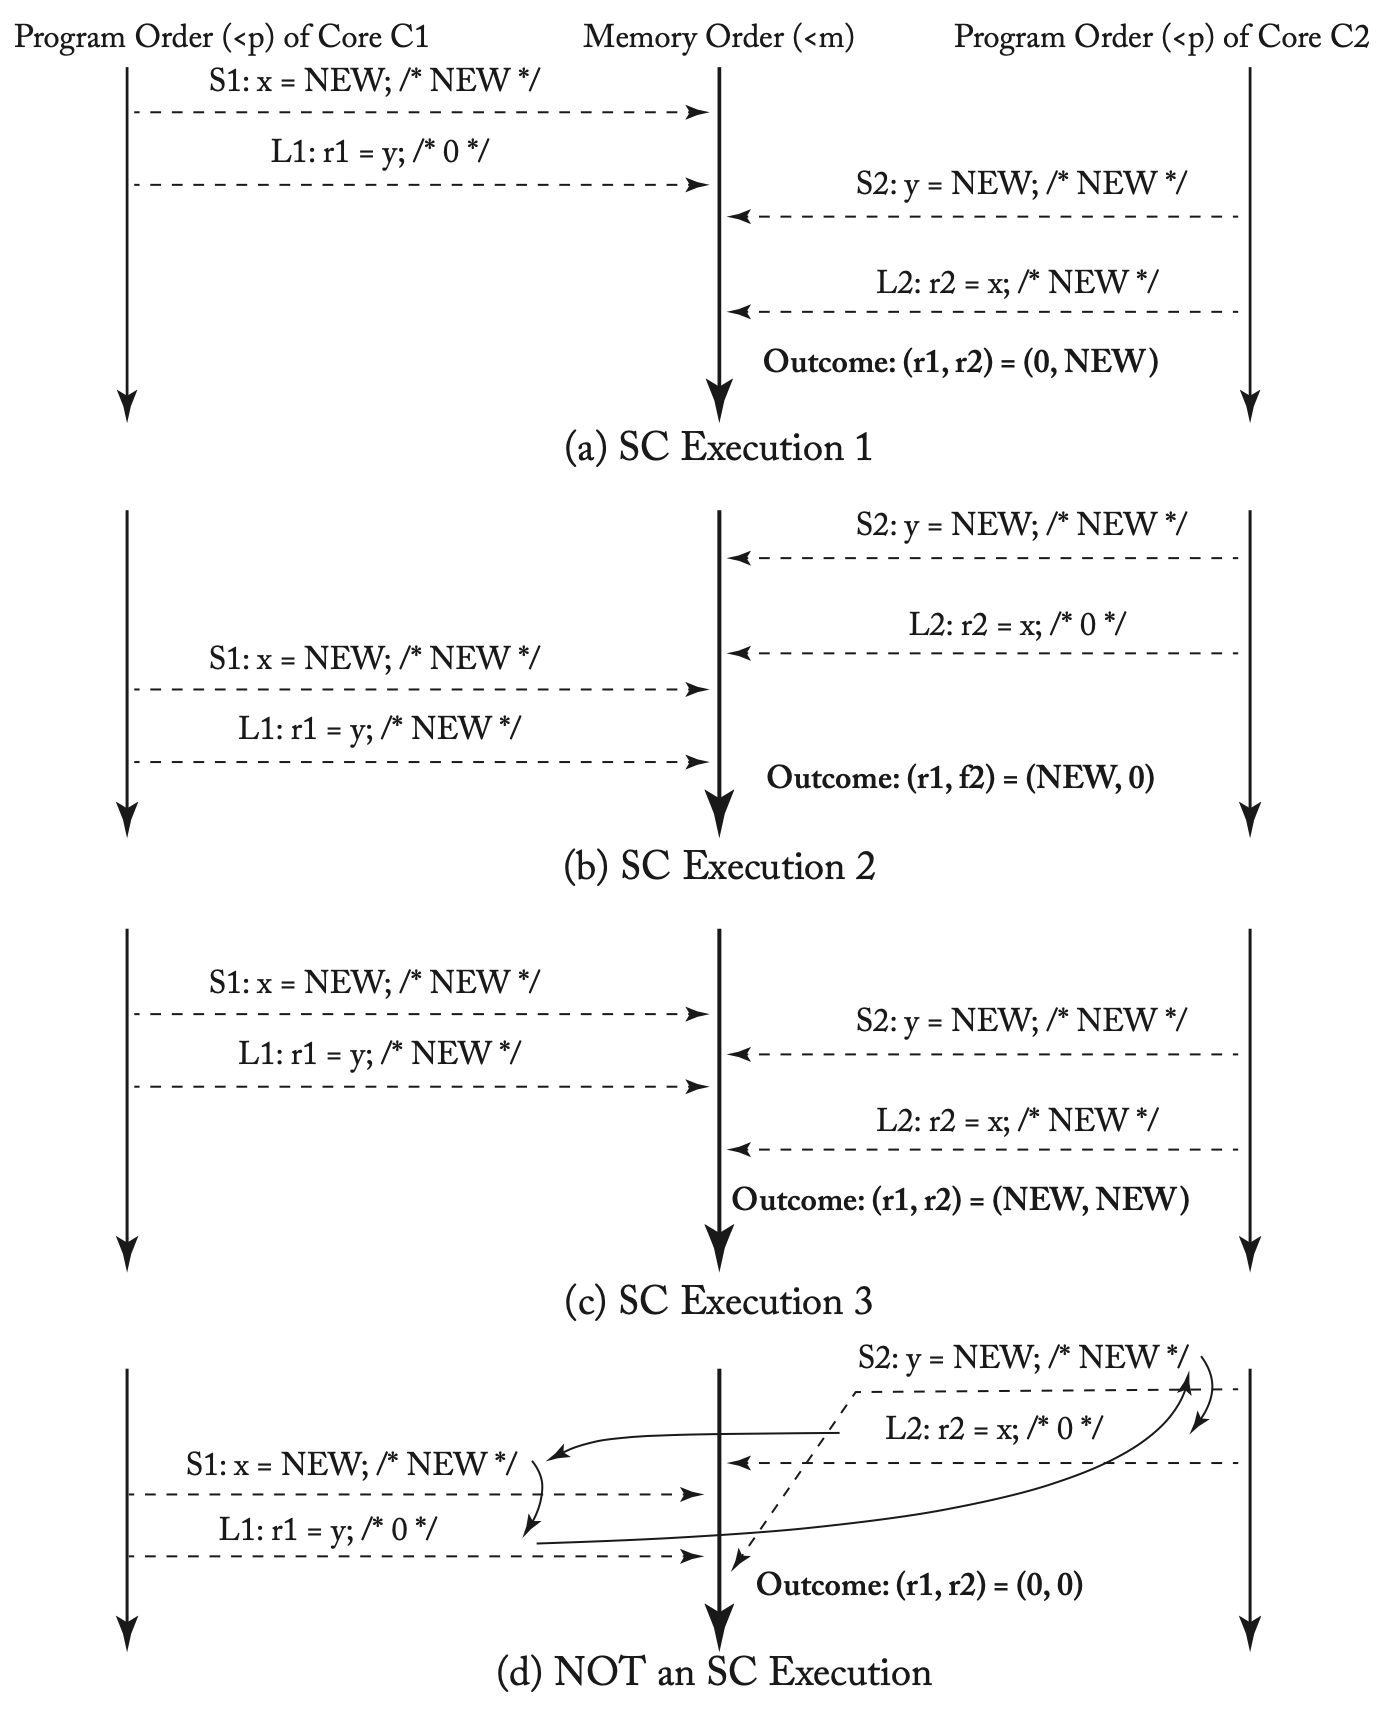 Program Order (<p) of Core C1
Memory Order (<m)
Program Order (<p) of Core C2
S1: x = NEW; /* NEW */
L1: r1 = y; /* 0 */
S2: y = NEW; /* NEW */
L2: r2 = x; /* NEW */
Outcome: (r1, r2) = (0, NEW)
(a) SC Execution 1
S2: y = NEW; /* NEW */
L2: r2 = x; /* 0 */
S1: x = NEW; /* NEW */
L1: r1 = y; /* NEW */
Outcome: (r1, f2) = (NEW, 0)
(b) SC Execution 2
S1: x = NEW; /* NEW */
S2: y = NEW; /* NEW */
L1: r1 = y; /* NEW */
L2: r2 = x; /* NEW */
Outcome: (r1, r2) = (NEW, NEW)
(c) SC Execution 3
S2: y = NEW; /* NEW */
L2: r2 = x; /* 0 */
S1: x = NEW; /* NEW */
L1: r1 = y; /* 0 */
Outcome: (r1, r2) = (0, 0)
(d) NOT an SC Execution